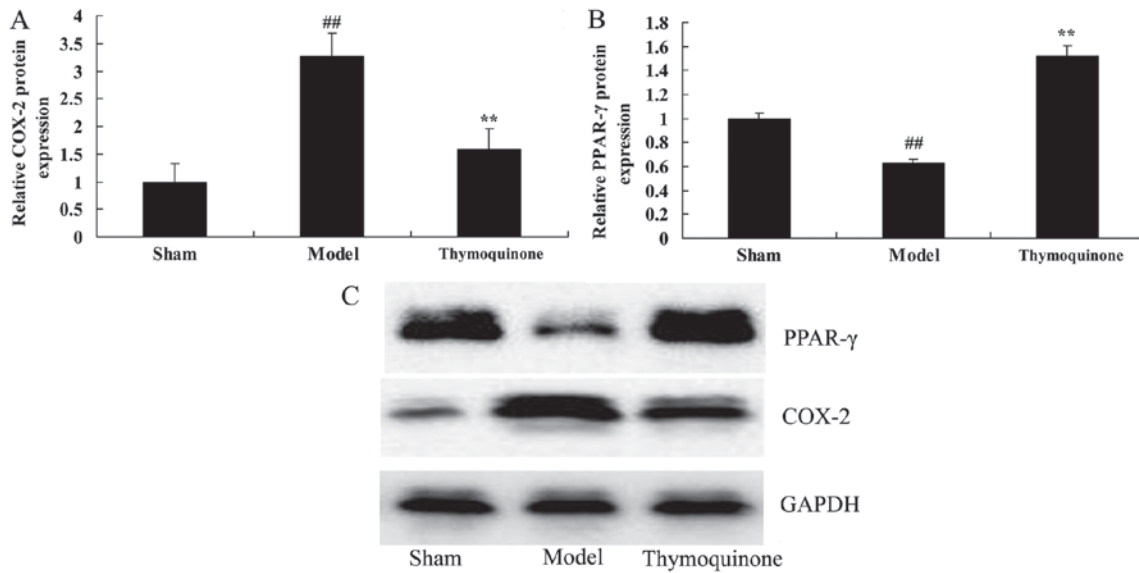 A
Relative COX-2 protein
expression
4
3.5
3
2.5
2
1.5
1
0.5
0
##
**
Sham Model Thymoquinone
B
Relative PPAR-γ protein
expression
1.8
1.6
1.4
1.2
1
0.8
0.6
0.4
0.2
0
##
**
Sham Model Thymoquinone
C
PPAR-γ
COX-2
GAPDH
Sham Model Thymoquinone